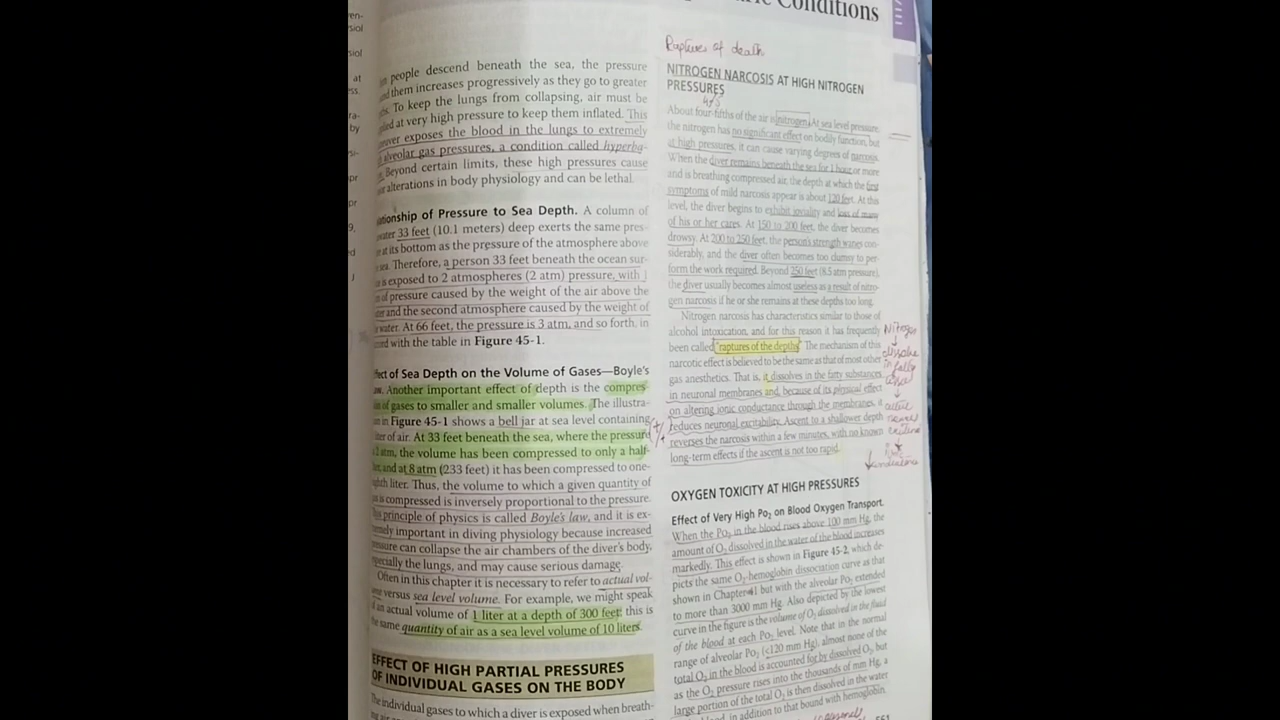 ric Conditions
people descend beneath the sea, the pressure
them increases progressively as they go to greater
To keep the lungs from collapsing, air must be
at very high pressure to keep them inflated. This
exposes the blood in the lungs to extremely
alveolar gas pressures, a condition called hyperba-
Beyond certain limits, these high pressures cause
alterations in body physiology and can be lethal.
ationship of Pressure to Sea Depth. A column of
water 33 feet (10.1 meters) deep exerts the same pres-
at its bottom as the pressure of the atmosphere above
sea. Therefore, a person 33 feet beneath the ocean sur-
is exposed to 2 atmospheres (2 atm) pressure, with 1
of pressure caused by the weight of the air above the
and the second atmosphere caused by the weight of
water. At 66 feet, the pressure is 3 atm, and so forth, in
ord with the table in Figure 45-1.
fect of Sea Depth on the Volume of Gases—Boyle's
Another important effect of depth is the compres
of gases to smaller and smaller volumes. The illustra-
in Figure 45-1 shows a bell jar at sea level containing
liter of air. At 33 feet beneath the sea, where the pressure
2 atm, the volume has been compressed to only a half-
and at 8 atm (233 feet) it has been compressed to one-
ghth liter. Thus, the volume to which a given quantity of
is compressed is inversely proportional to the pressure.
principle of physics is called Boyle's law, and it is ex-
mely important in diving physiology because increased
ssure can collapse the air chambers of the diver's body,
pecially the lungs, and may cause serious damage.
Often in this chapter it is necessary to refer to actual vol-
versus sea level volume. For example, we might speak
an actual volume of 1 liter at a depth of 300 feet; this is
he same quantity of air as a sea level volume of 10 liters.
EFFECT OF HIGH PARTIAL PRESSURES
OF INDIVIDUAL GASES ON THE BODY
The individual gases to which a diver is exposed when breath-
Raptures of death
NITROGEN NARCOSIS AT HIGH NITROGEN
PRESSURES
4/5
About four-fifths of the air is nitrogen. At sea level pressure,
the nitrogen has no significant effect on bodily function, but
at high pressures, it can cause varying degrees of narcosis.
When the diver remains beneath the sea for 1 hour or more
and is breathing compressed air, the depth at which the first
symptoms of mild narcosis appear is about 120 feet. At this
level, the diver begins to exhibit joviality and loss of many
of his or her cares. At 150 to 200 feet, the diver becomes
drowsy. At 200 to 250 feet, the person's strength wanes con-
siderably, and the diver often becomes too clumsy to per-
form the work required. Beyond 250 feet (8.5 atm pressure),
the diver usually becomes almost useless as a result of nitro-
gen narcosis if he or she remains at these depths too long.
Nitrogen narcosis has characteristics similar to those of
alcohol intoxication, and for this reason it has frequently
been called "raptures of the depths." The mechanism of this
narcotic effect is believed to be the same as that of most other
gas anesthetics. That is, it dissolves in the fatty substances
in neuronal membranes and, because of its physical effect
on altering ionic conductance through the membranes, it
reduces neuronal excitability. Ascent to a shallower depth
reverses the narcosis within a few minutes, with no known
long-term effects if the ascent is not too rapid.
Nitrogen
dissolve
in fatty
OXYGEN TOXICITY AT HIGH PRESSURES
Effect of Very High Po2 on Blood Oxygen Transport.
When the Po2 in the blood rises above 100 mm Hg, the
amount of O2 dissolved in the water of the blood increases
markedly. This effect is shown in Figure 45-2, which de-
picts the same O2-hemoglobin dissociation curve as that
shown in Chapter 41 but with the alveolar Po2 extended
to more than 3000 mm Hg. Also depicted by the lowest
curve in the figure is the volume of O2 dissolved in the fluid
of the blood at each Po2 level. Note that in the normal
range of alveolar Po2 (<120 mm Hg), almost none of the
total O2 in the blood is accounted for by dissolved O2, but
as the O2 pressure rises into the thousands of mm Hg, a
large portion of the total O2 is then dissolved in the water
blood, in addition to that bound with hemoglobin.